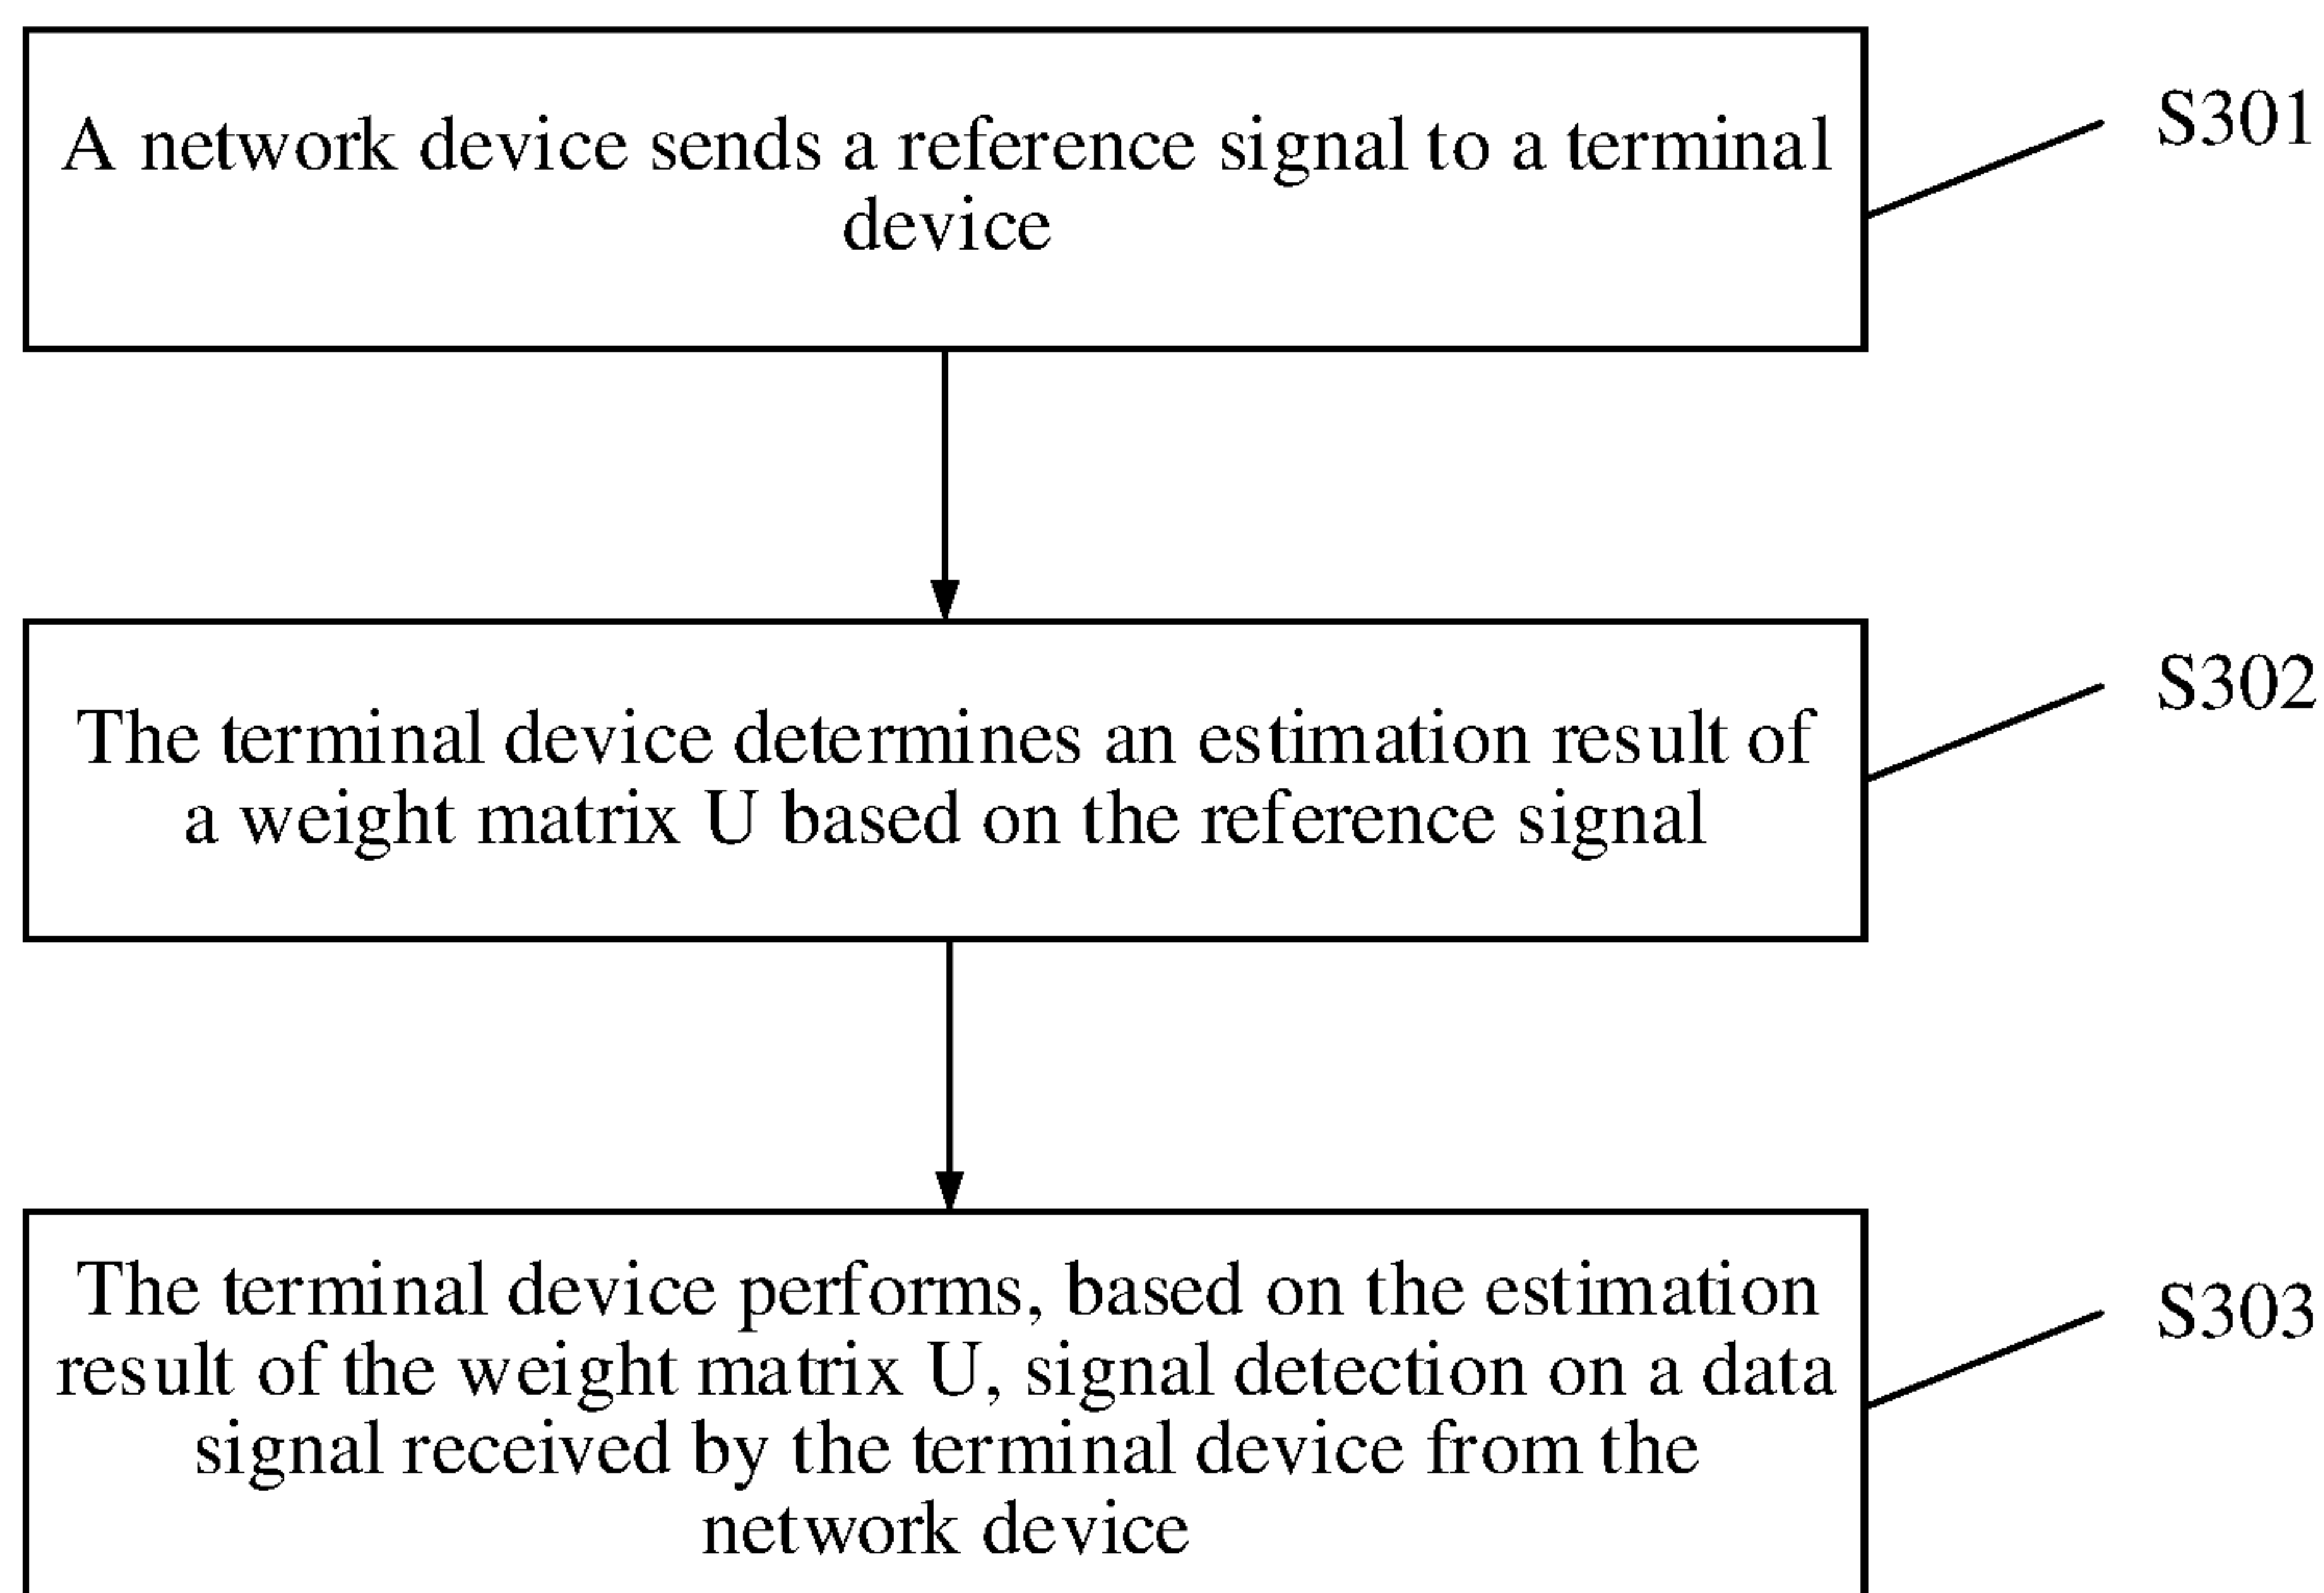 A network device sends a reference signal to a terminal
device
S301
The terminal device determines an estimation result of
a weight matrix U based on the reference signal
S302
The terminal device performs, based on the estimation
result of the weight matrix U, signal detection on a data
signal received by the terminal device from the
network device
S303